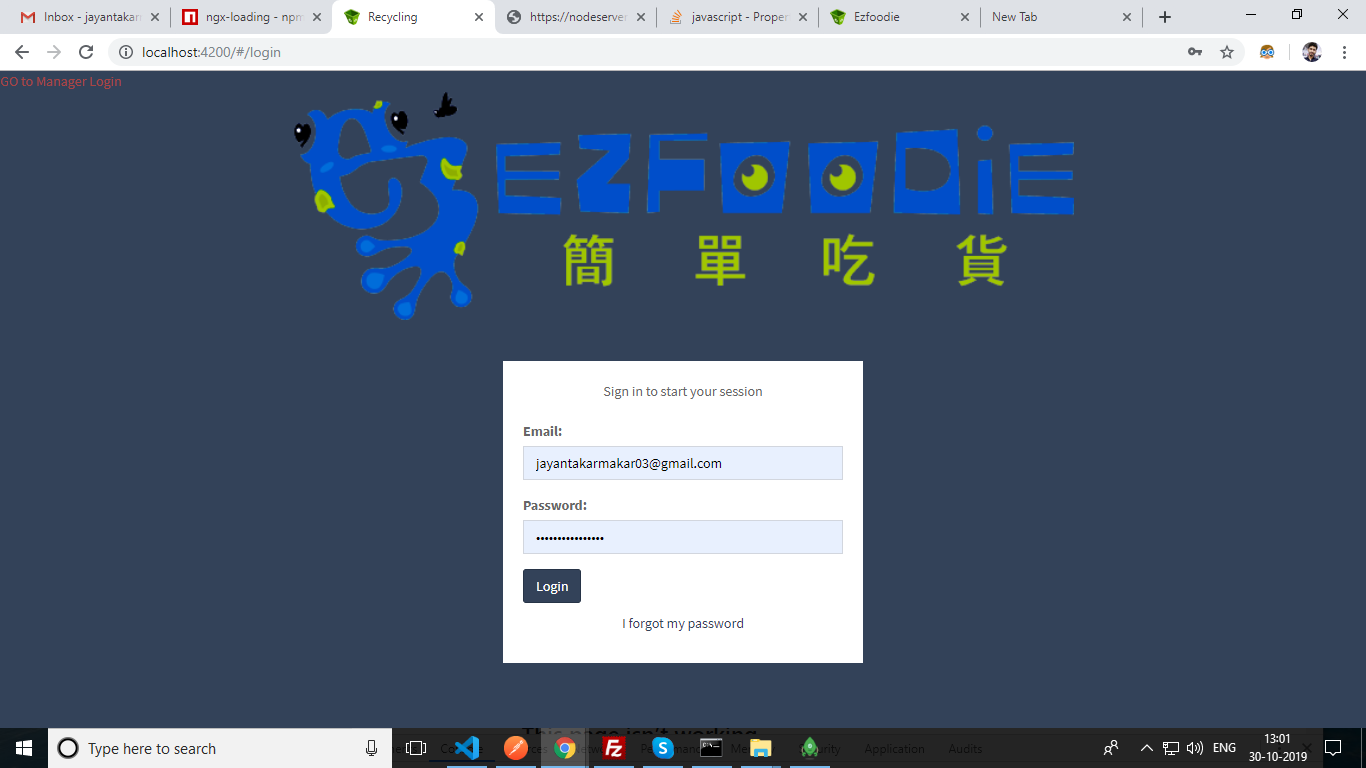 Inbox - jayantakar
ngx-loading - npm
Recycling
https://nodeserver
javascript - Proper
Ezfoodie
New Tab
localhost:4200/#/login
GO to Manager Login
EZFOODiE
簡單吃貨
Sign in to start your session
Email:
jayantakarmakar03@gmail.com
Password:
••••••••••••••••
Login
I forgot my password
This page isn't working
Type here to search
Application
Audits
ENG
13:01
30-10-2019